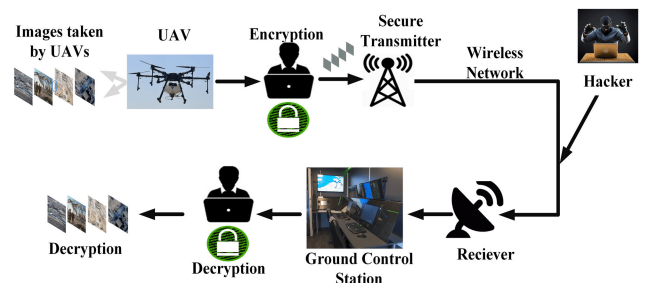 Images taken
by UAVs
UAV
Encryption
Secure
Transmitter
Wireless
Network
Hacker
Decryption
Decryption
Ground Control
Station
Reciever